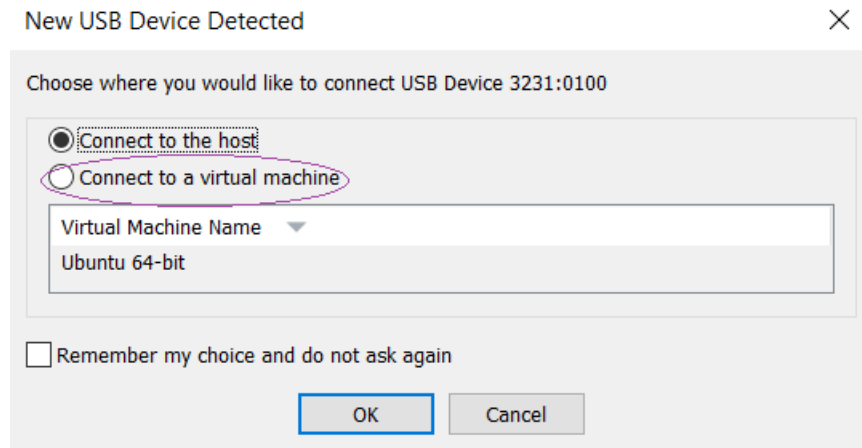 New USB Device Detected
Choose where you would like to connect USB Device 3231:0100
Connect to the host
Connect to a virtual machine
Virtual Machine Name
Ubuntu 64-bit
Remember my choice and do not ask again
OK Cancel